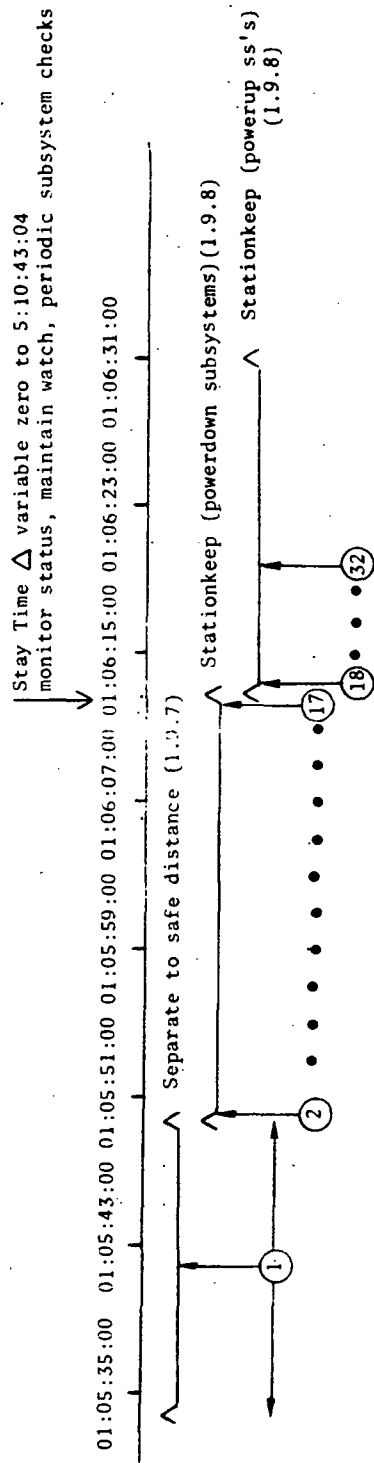 Stay Time Δ variable zero to 5:10:43:04
monitor status, maintain watch, periodic subsystem checks
01:05:35:00 01:05:43:00 01:05:51:00 01:05:59:00 01:06:07:00 01:06:15:00 01:06:23:00 01:06:31:00
Separate to safe distance (1.9.7)
Stationkeep (powerdown subsystems)(1.9.8)
Stationkeep (powerup ss's)
(1.9.8)
1
2
17
18
32